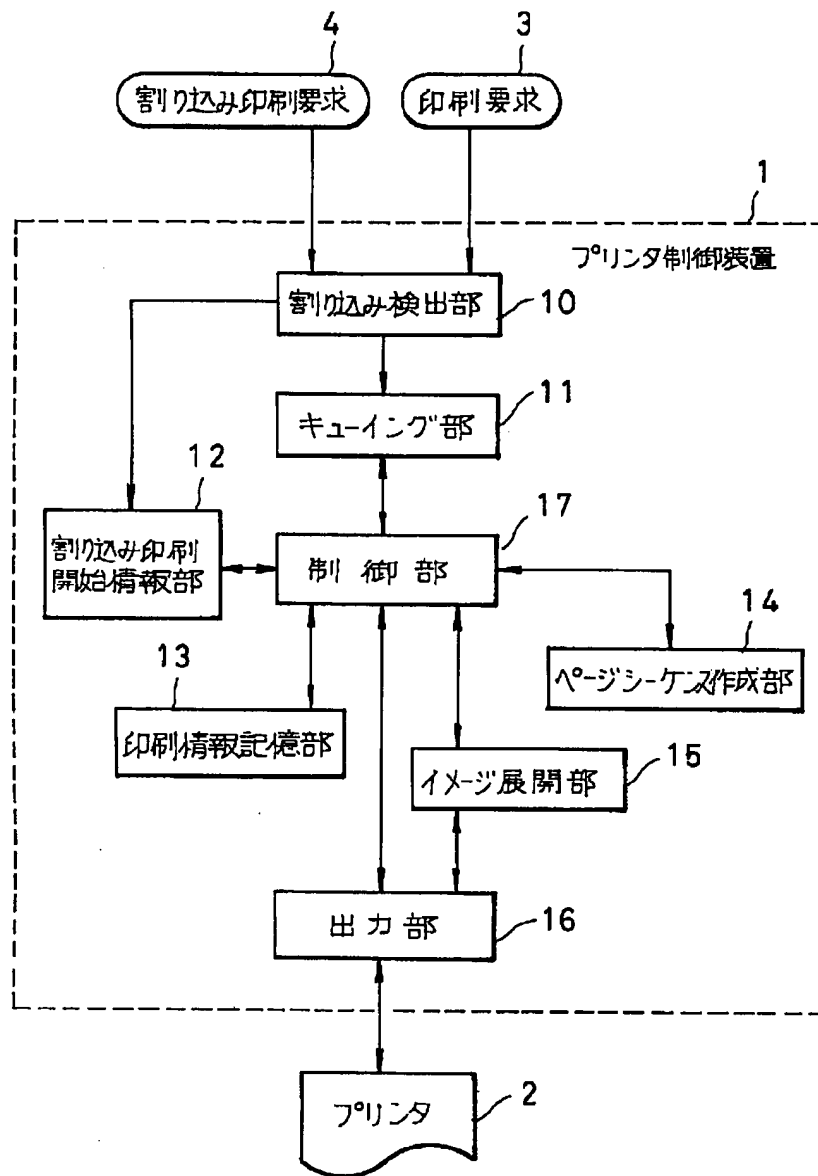 4
3
割り込み印刷要求
印刷要求
1
プリンタ制御装置
割り込み検出部
10
キューイング部
11
12
割り込み印刷
開始情報部
制御部
17
14
ページシーケンス作成部
13
印刷情報記憶部
イメージ展開部
15
出力部
16
プリンタ
2